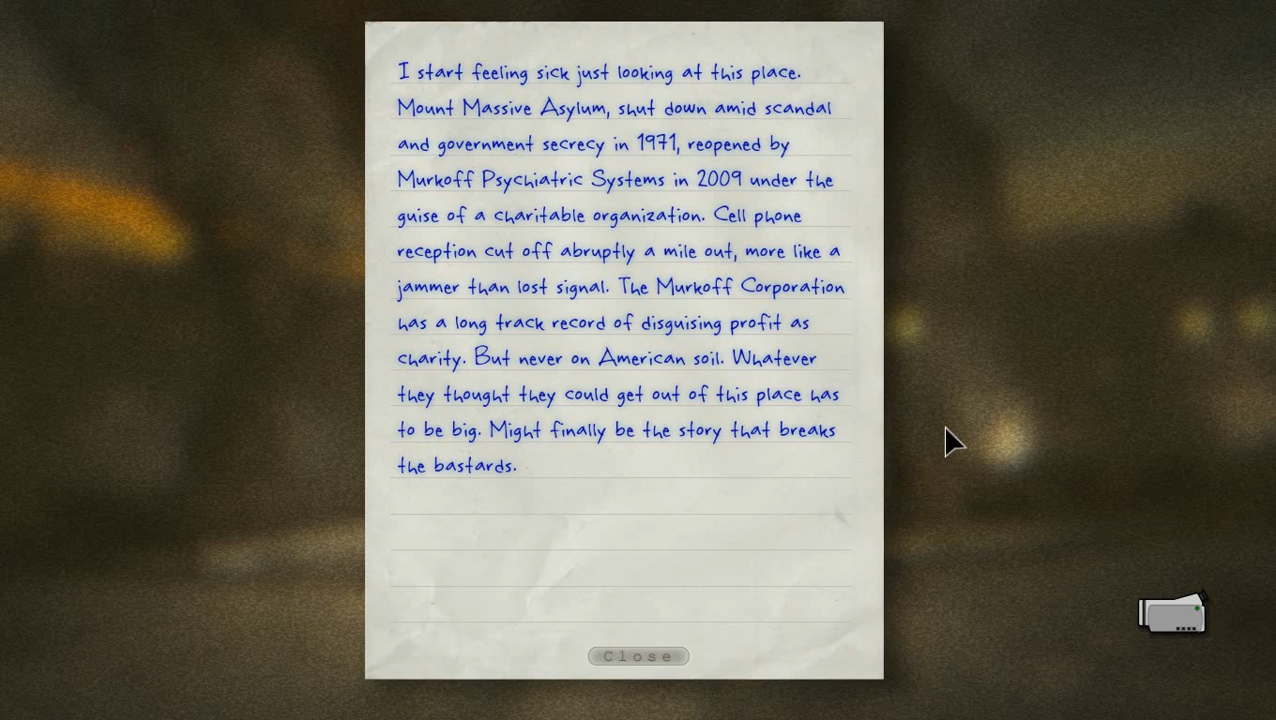 I start feeling sick just looking at this place.
Mount Massive Asylum, shut down amid scandal
and government secrecy in 1971, reopened by
Murkoff Psychiatric Systems in 2009 under the
guise of a charitable organization. Cell phone
reception cut off abruptly a mile out, more like a
jammer than lost signal. The Murkoff Corporation
has a long track record of disguising profit as
charity. But never on American soil. Whatever
they thought they could get out of this place has
to be big. Might finally be the story that breaks
the bastards.
Close